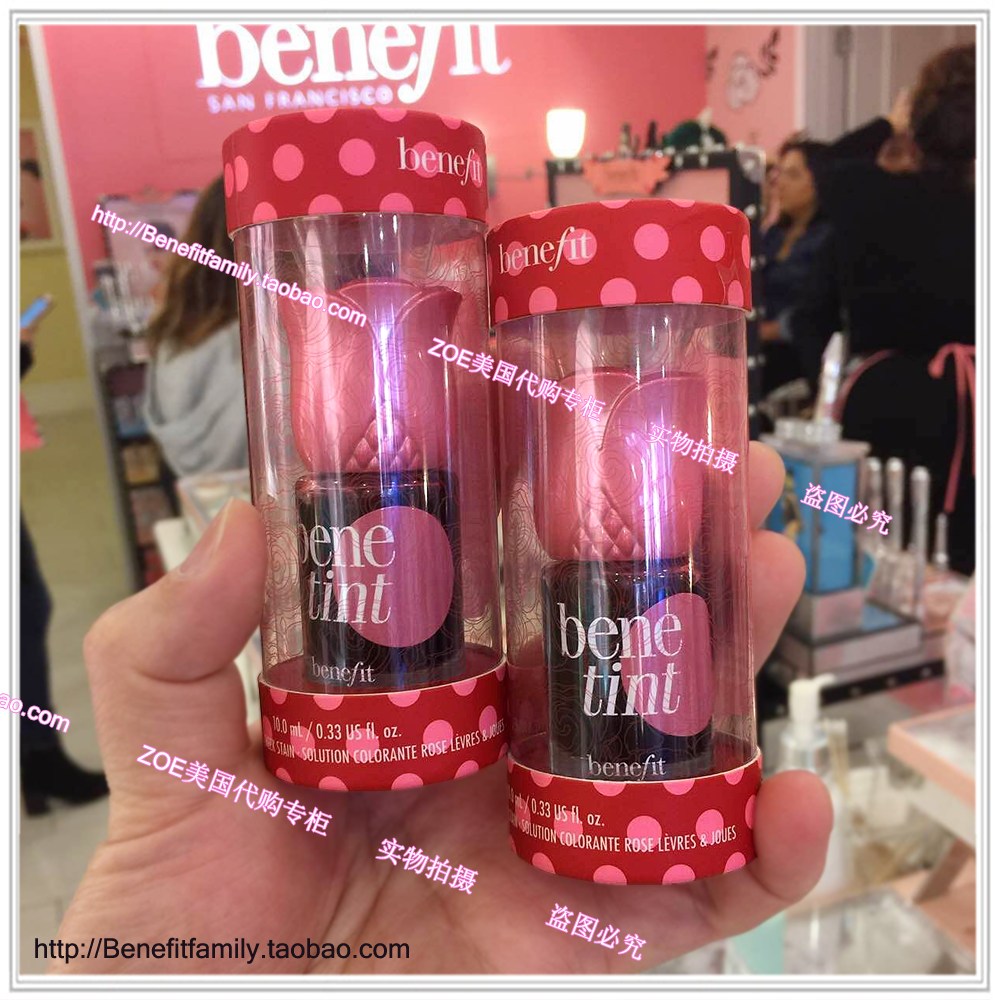 benefit
SAN FRANCISCO
benefit
benefit
http://Benefitfamily.taobao.com
ZOE美国代购专柜
实物拍摄
盗图必究
bene
tint
benefit
bene
tint
benefit
10.0 mL / 0.33 US fl. oz.
STAIN · SOLUTION COLORANTE ROSE LÈVRES & JOUES
/ 0.33 US fl. oz.
SOLUTION COLORANTE ROSE LÈVRES & JOUES
bao.com
ZOE美国代购专柜
实物拍摄
盗图必究
http://Benefitfamily.taobao.com